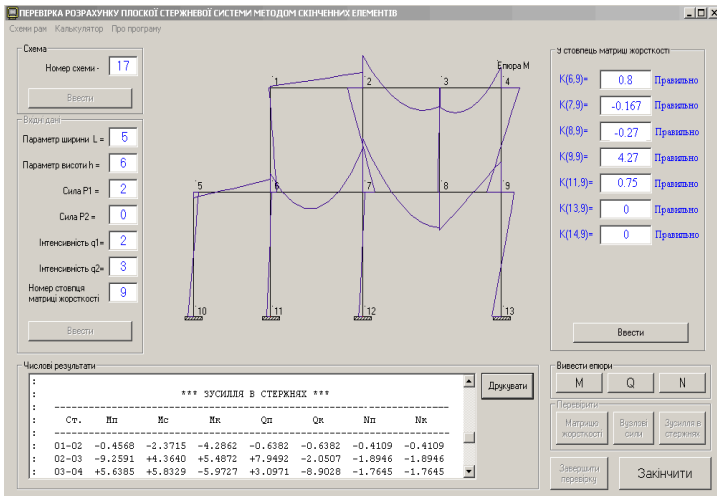 ПЕРЕВІРКА РОЗРАХУНКУ ПЛОСКОЇ СТЕРЖНЕВОЇ СИСТЕМИ МЕТОДОМ СКІНЧЕННИХ ЕЛЕМЕНТІВ
Схеми рам Калькулятор Про програму
Схема
Номер схеми - 17
Ввести
Вхідні дані
Параметр ширини L = 5
Параметр висоти h = 6
Сила P1 = 2
Сила P2 = 0
Інтенсивність q1= 2
Інтенсивність q2= 3
Номер стовпця матриці жорсткості 9
Ввести
Епюра М
1 2 3 4
5 6 7 8 9
10 11 12 13
9 стовпець матриці жорсткості
K(6,9)= 0.8 Правильно
K(7,9)= -0.167 Правильно
K(8,9)= -0.27 Правильно
K(9,9)= 4.27 Правильно
K(11,9)= 0.75 Правильно
K(13,9)= 0 Правильно
K(14,9)= 0 Правильно
Ввести
Числові результати
:
: *** ЗУСИЛЛЯ В СТЕРЖНЯХ ***
: ------------------------------------------------------------
: Ст. Мп Мс Мк Qп Qк Nп Nк
: ------------------------------------------------------------
: 01-02 -0.4568 -2.3715 -4.2862 -0.6382 -0.6382 -0.4109 -0.4109
: 02-03 -9.2591 +4.3640 +5.4872 +7.9492 -2.0507 -1.8946 -1.8946
: 03-04 +5.6385 +5.8329 -5.9727 +3.0971 -8.9028 -1.7645 -1.7645
Друкувати
Вивести епюри
M Q N
Перевірити
Матрицю жорсткості
Вузлові сили
Зусилля в стержнях
Завершити перевірку
Закінчити